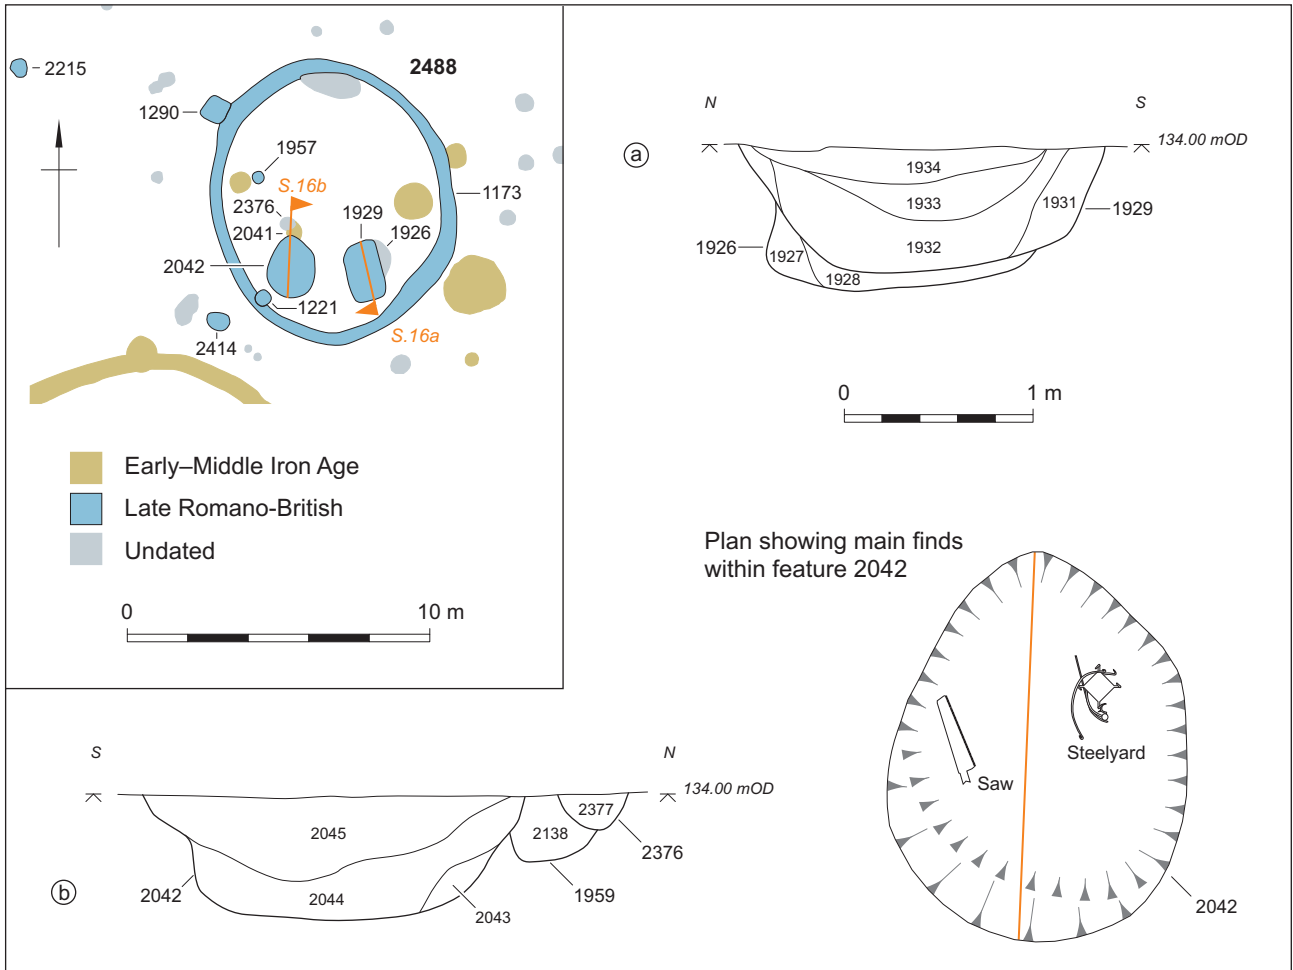 2488
2215
1290
1957
S.16b
1173
2376
1929
2041
1926
2042
1221
S.16a
2414
Early–Middle Iron Age
Late Romano-British
Undated
0 10 m
N S
a
134.00 mOD
1934
1933
1931
1929
1926
1927
1932
1928
0 1 m
Plan showing main finds
within feature 2042
Steelyard
Saw
2042
S N
134.00 mOD
2045
2377
2138
2376
b
2042
2044
2043
1959